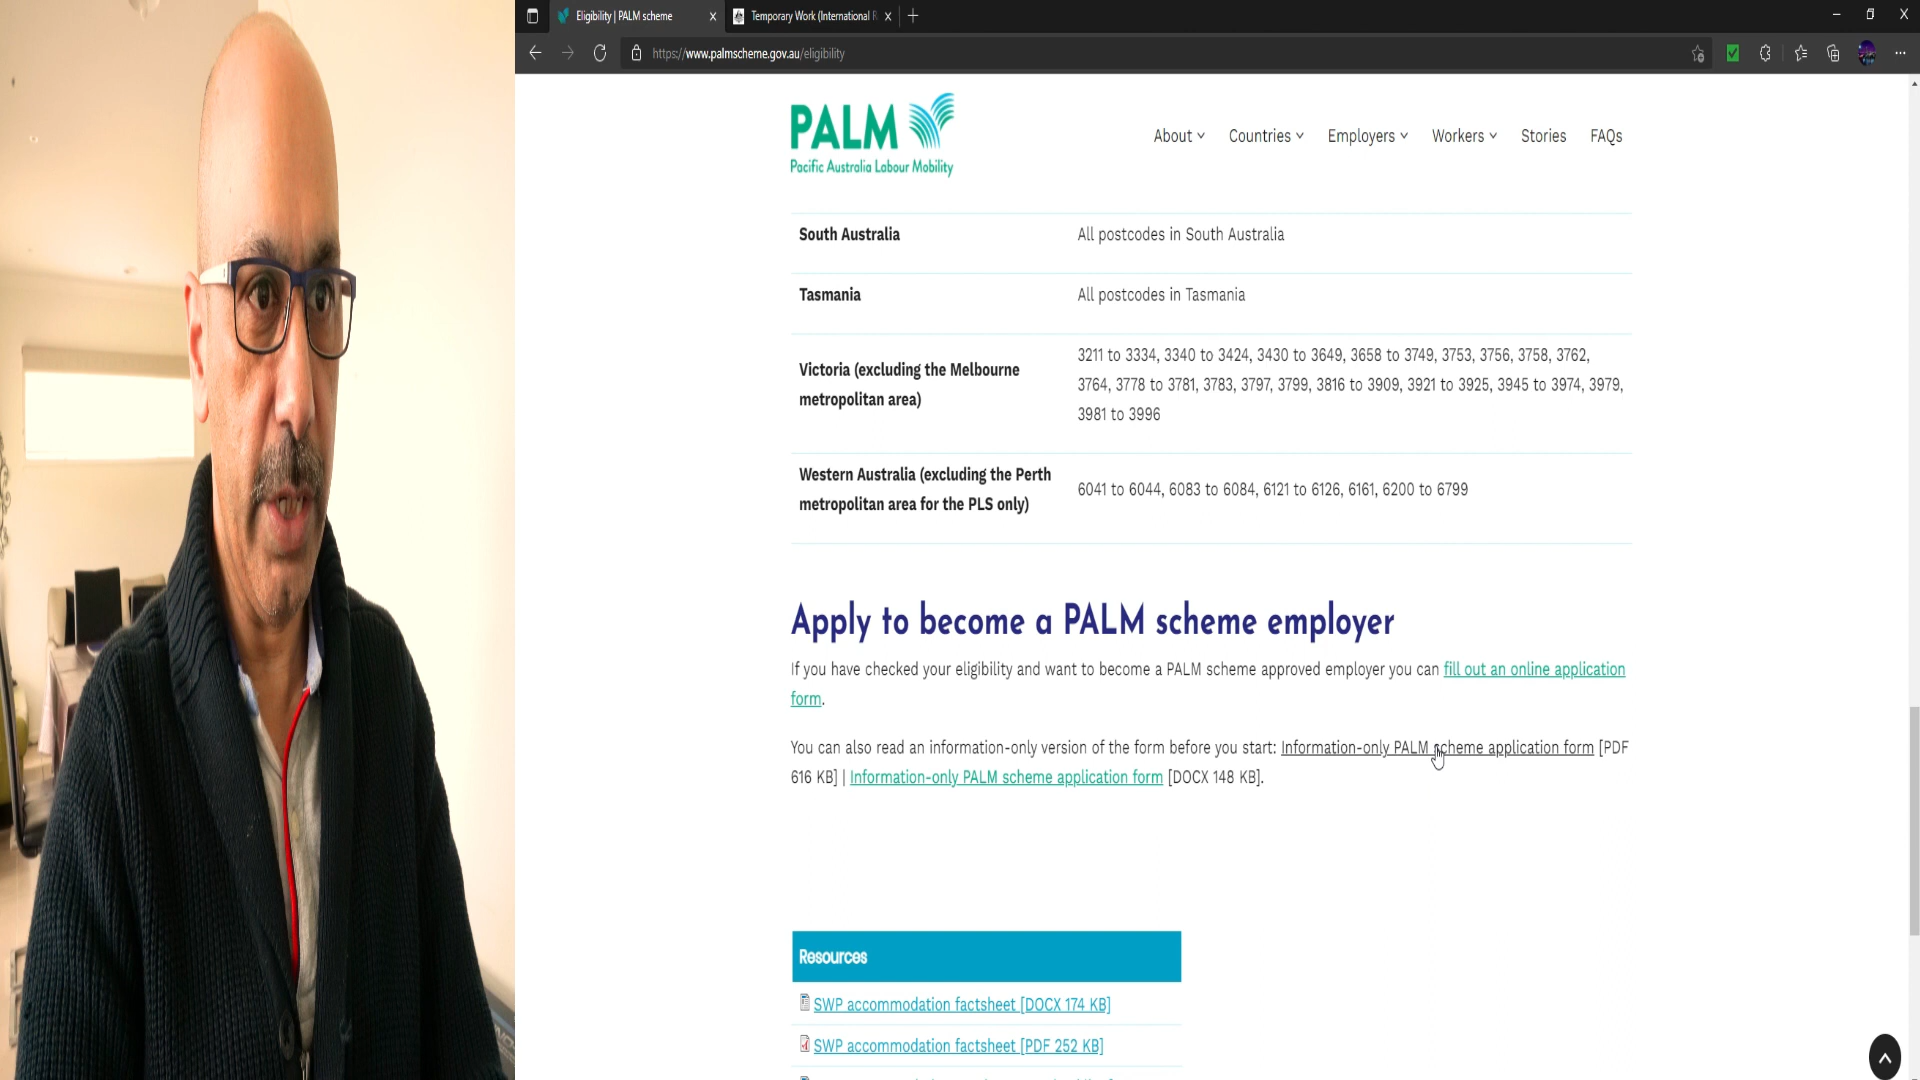 Eligibility | PALM scheme
Temporary Work (International R
https://www.palmscheme.gov.au/eligibility
PALM
Pacific Australia Labour Mobility
About Countries Employers Workers Stories FAQs
South Australia All postcodes in South Australia
Tasmania All postcodes in Tasmania
Victoria (excluding the Melbourne
metropolitan area)
3211 to 3334, 3340 to 3424, 3430 to 3649, 3658 to 3749, 3753, 3756, 3758, 3762,
3764, 3778 to 3781, 3783, 3797, 3799, 3816 to 3909, 3921 to 3925, 3945 to 3974, 3979,
3981 to 3996
Western Australia (excluding the Perth
metropolitan area for the PLS only)
6041 to 6044, 6083 to 6084, 6121 to 6126, 6161, 6200 to 6799
Apply to become a PALM scheme employer
If you have checked your eligibility and want to become a PALM scheme approved employer you can fill out an online application
form.
You can also read an information-only version of the form before you start: Information-only PALM scheme application form [PDF
616 KB] | Information-only PALM scheme application form [DOCX 148 KB].
Resources
SWP accommodation factsheet [DOCX 174 KB]
SWP accommodation factsheet [PDF 252 KB]